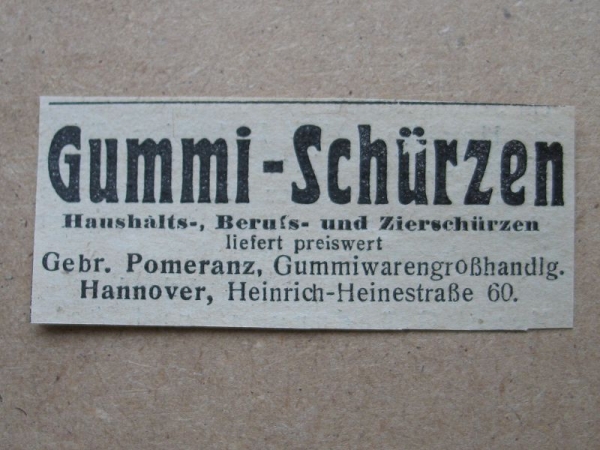 Gummi-Schürzen
Haushalts-, Berufs- und Zierschürzen
liefert preiswert
Gebr. Pomeranz, Gummiwarengroßhandlg.
Hannover, Heinrich-Heinestraße 60.